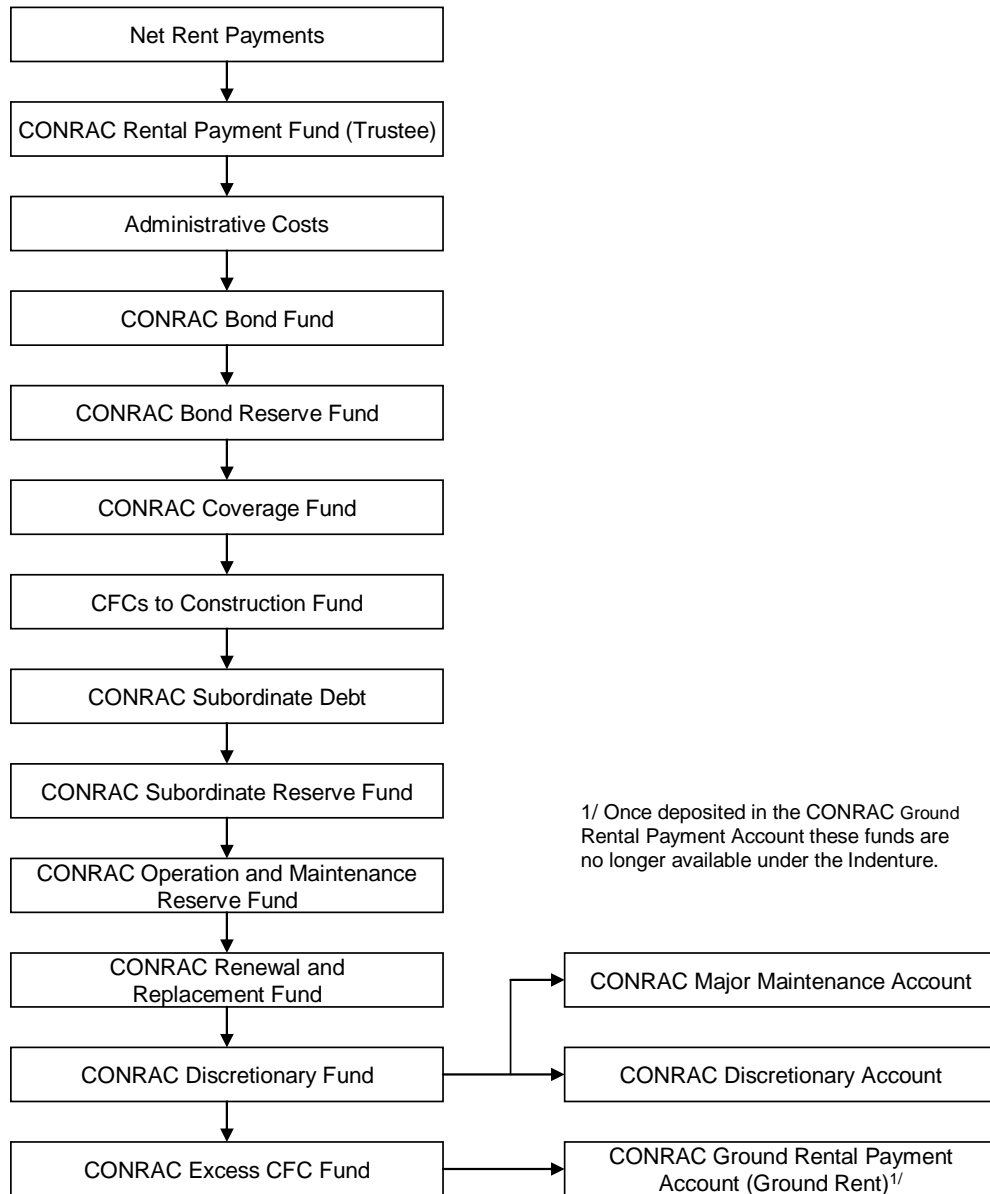 Net Rent Payments
CONRAC Rental Payment Fund (Trustee)
Administrative Costs
CONRAC Bond Fund
CONRAC Bond Reserve Fund
CONRAC Coverage Fund
CFCs to Construction Fund
CONRAC Subordinate Debt
CONRAC Subordinate Reserve Fund
1/ Once deposited in the CONRAC Ground
Rental Payment Account these funds are
no longer available under the Indenture.
CONRAC Operation and Maintenance
Reserve Fund
CONRAC Renewal and
Replacement Fund
CONRAC Major Maintenance Account
CONRAC Discretionary Fund
CONRAC Discretionary Account
CONRAC Excess CFC Fund
CONRAC Ground Rental Payment
Account (Ground Rent)1/